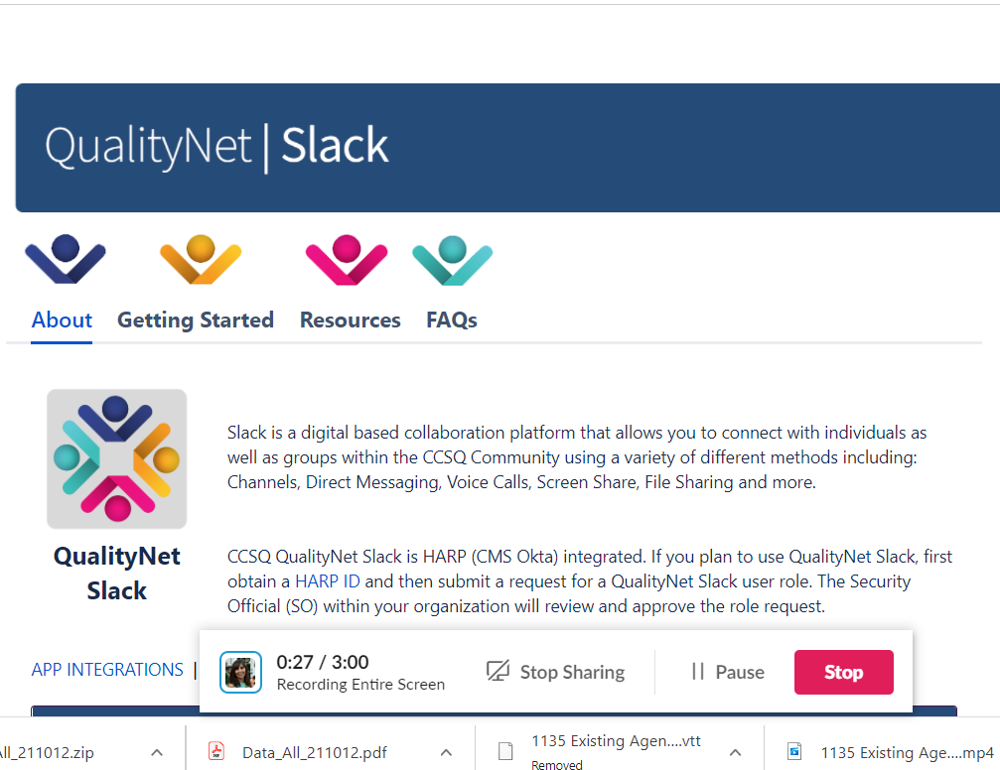 QualityNet | Slack
About Getting Started Resources FAQs
Slack is a digital based collaboration platform that allows you to connect with individuals as
well as groups within the CCSQ Community using a variety of different methods including:
Channels, Direct Messaging, Voice Calls, Screen Share, File Sharing and more.
QualityNet
Slack
CCSQ QualityNet Slack is HARP (CMS Okta) integrated. If you plan to use QualityNet Slack, first
obtain a HARP ID and then submit a request for a QualityNet Slack user role. The Security
Official (SO) within your organization will review and approve the role request.
APP INTEGRATIONS |
0:27 / 3:00
Recording Entire Screen
Stop Sharing
Pause
Stop
All_211012.zip
Data_All_211012.pdf
1135 Existing Agen....vtt
Removed
1135 Existing Age....mp4